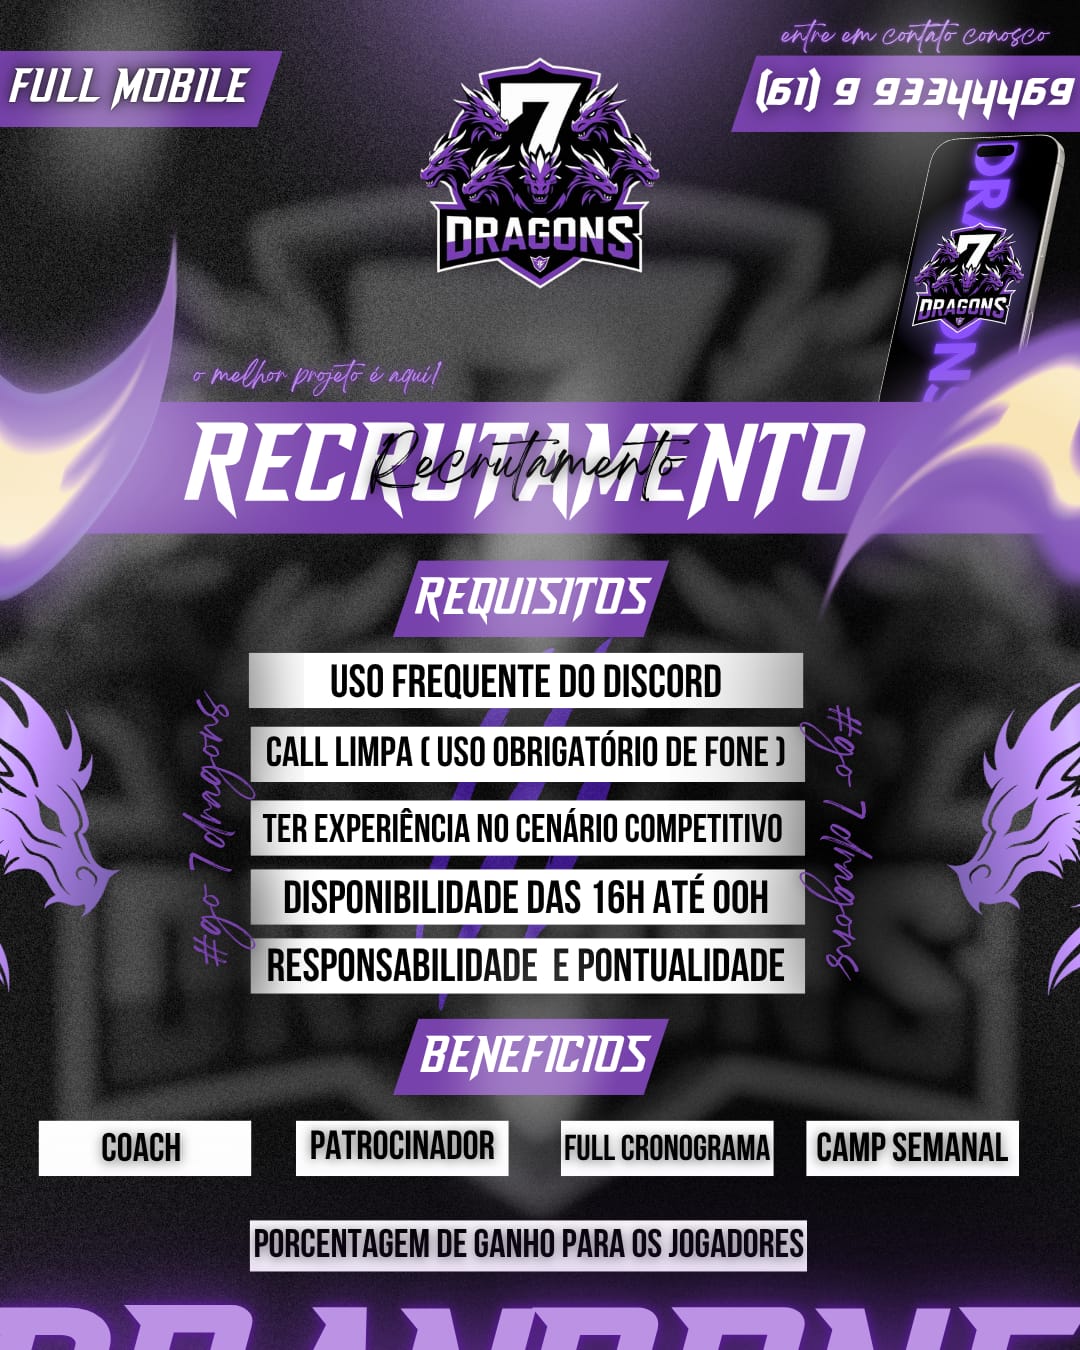 entre em contato conosco
FULL MOBILE
(61) 9 93344469
7
DRAGONS
7
DRAGONS
o melhor projeto é aqui!
RECRUTAMENTO
Recrutamento
REQUISITOS
USO FREQUENTE DO DISCORD
CALL LIMPA ( USO OBRIGATÓRIO DE FONE )
TER EXPERIÊNCIA NO CENÁRIO COMPETITIVO
DISPONIBILIDADE DAS 16H ATÉ 00H
RESPONSABILIDADE E PONTUALIDADE
#go 7 dragons
#go 7 dragons
BENEFICIOS
COACH
PATROCINADOR
FULL CRONOGRAMA
CAMP SEMANAL
PORCENTAGEM DE GANHO PARA OS JOGADORES